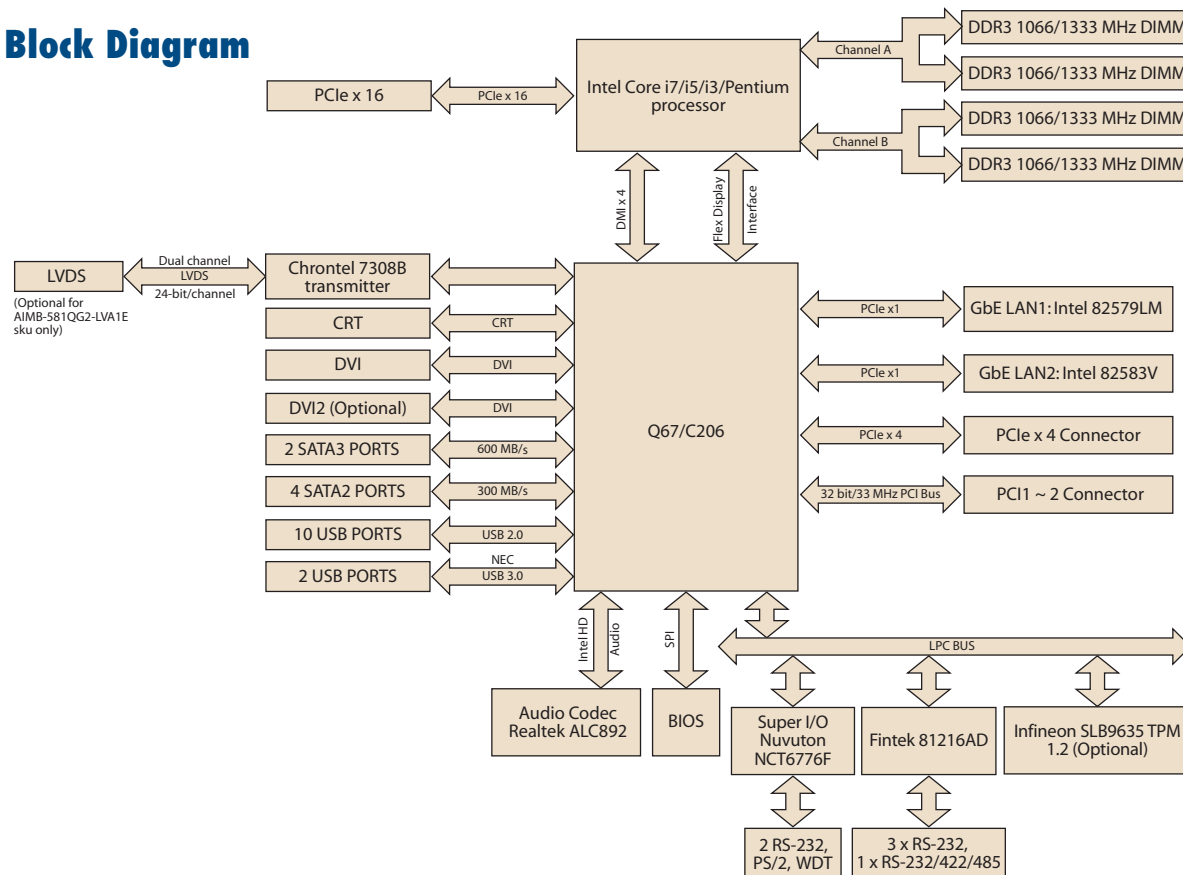 Block Diagram
PCIe x 16
PCIe x 16
Intel Core i7/i5/i3/Pentium
processor
Channel A
Channel B
DDR3 1066/1333 MHz DIMM
DDR3 1066/1333 MHz DIMM
DDR3 1066/1333 MHz DIMM
DDR3 1066/1333 MHz DIMM
DMI x 4
Flex Display
Interface
LVDS
(Optional for
AIMB-581QG2-LVA1E
sku only)
Dual channel
LVDS
24-bit/channel
Chrontel 7308B
transmitter
CRT
CRT
DVI
DVI
DVI2 (Optional)
DVI
2 SATA3 PORTS
600 MB/s
4 SATA2 PORTS
300 MB/s
10 USB PORTS
USB 2.0
2 USB PORTS
NEC
USB 3.0
Q67/C206
PCIe x1
GbE LAN1: Intel 82579LM
PCIe x1
GbE LAN2: Intel 82583V
PCIe x 4
PCIe x 4 Connector
32 bit/33 MHz PCI Bus
PCI1 ~ 2 Connector
Intel HD
Audio
SPI
LPC BUS
Audio Codec
Realtek ALC892
BIOS
Super I/O
Nuvuton
NCT6776F
Fintek 81216AD
Infineon SLB9635 TPM
1.2 (Optional)
2 RS-232,
PS/2, WDT
3 x RS-232,
1 x RS-232/422/485